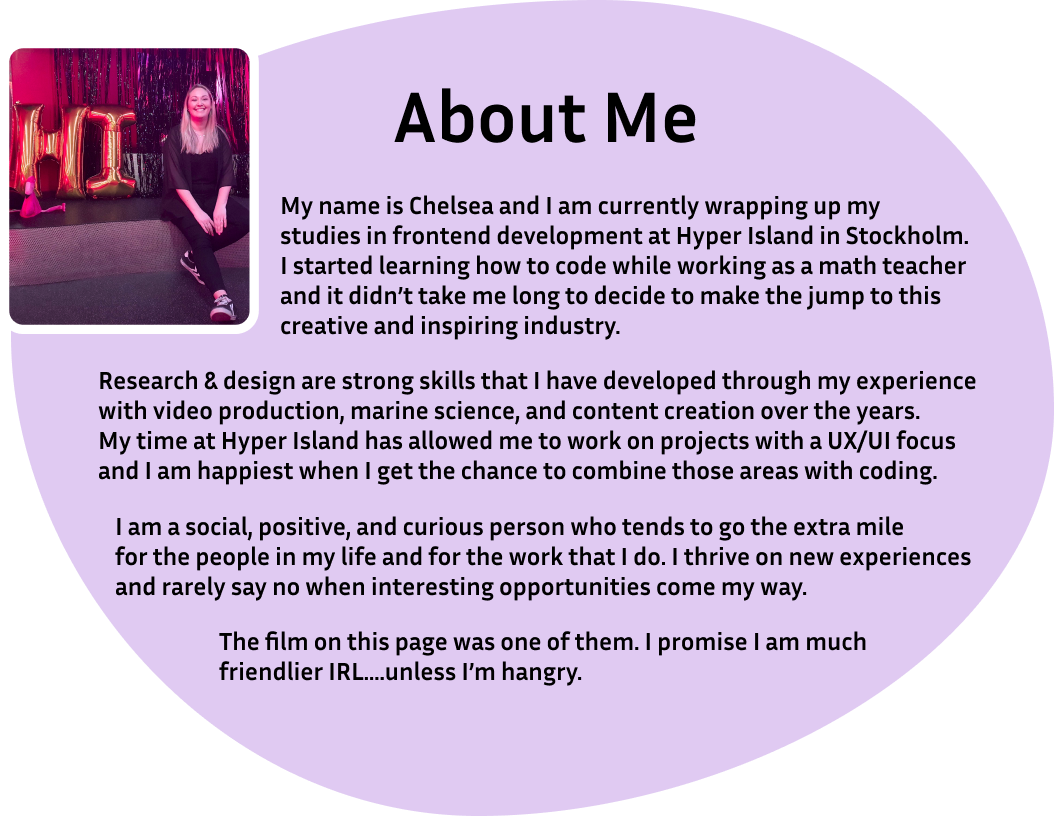 HI
About Me
My name is Chelsea and I am currently wrapping up my
studies in frontend development at Hyper Island in Stockholm.
I started learning how to code while working as a math teacher
and it didn’t take me long to decide to make the jump to this
creative and inspiring industry.
Research & design are strong skills that I have developed through my experience
with video production, marine science, and content creation over the years.
My time at Hyper Island has allowed me to work on projects with a UX/UI focus
and I am happiest when I get the chance to combine those areas with coding.
I am a social, positive, and curious person who tends to go the extra mile
for the people in my life and for the work that I do. I thrive on new experiences
and rarely say no when interesting opportunities come my way.
The film on this page was one of them. I promise I am much
friendlier IRL....unless I’m hangry.